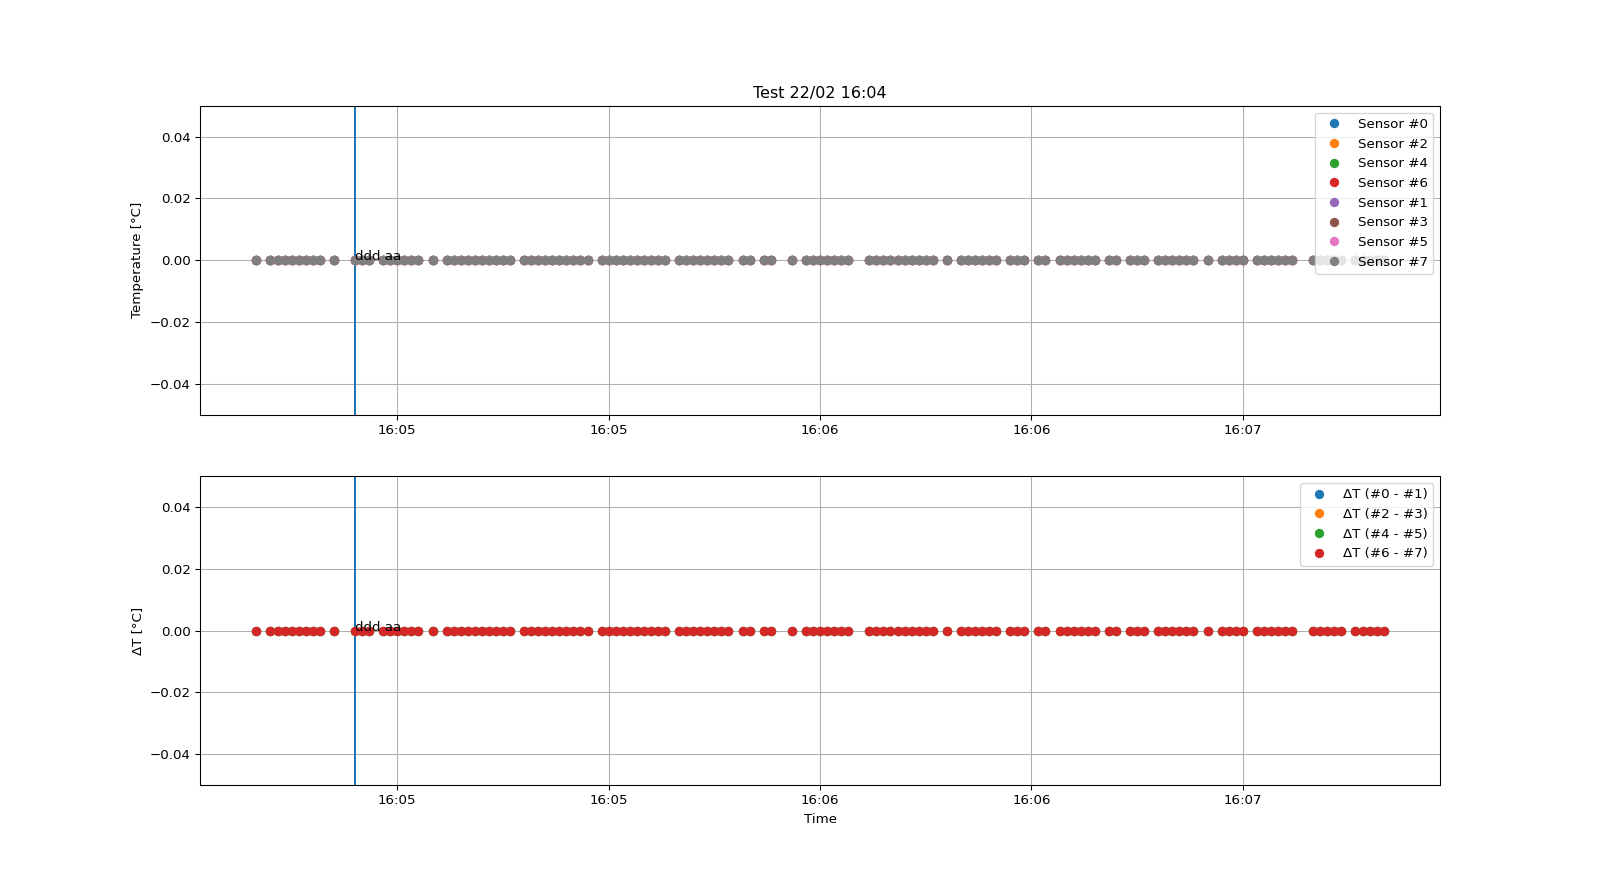 Test 22/02 16:04
Temperature [°C]
0.04
0.02
0.00
−0.02
−0.04
ddd aa
Sensor #0
Sensor #2
Sensor #4
Sensor #6
Sensor #1
Sensor #3
Sensor #5
Sensor #7
16:05 16:05 16:06 16:06 16:07
ΔT [°C]
0.04
0.02
0.00
−0.02
−0.04
ddd aa
ΔT (#0 - #1)
ΔT (#2 - #3)
ΔT (#4 - #5)
ΔT (#6 - #7)
16:05 16:05 16:06 16:06 16:07
Time